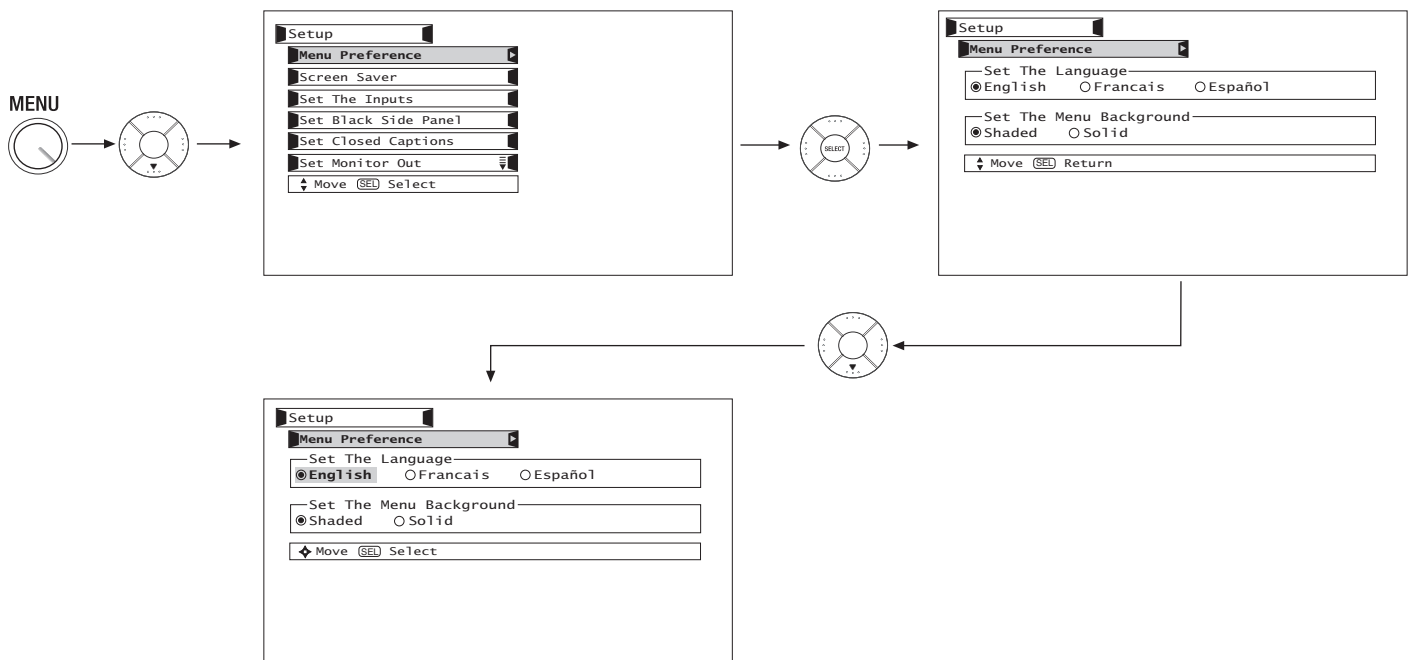 MENU
Setup
Menu Preference
Screen Saver
Set The Inputs
Set Black Side Panel
Set Closed Captions
Set Monitor Out
Move SEL Select
SELECT
Setup
Menu Preference
Set The Language
English Francais Español
Set The Menu Background
Shaded Solid
Move SEL Return
Setup
Menu Preference
Set The Language
English Francais Español
Set The Menu Background
Shaded Solid
Move SEL Select